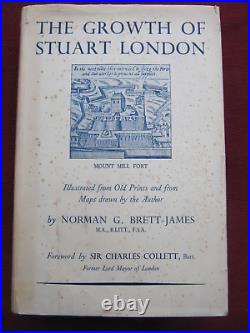 THE GROWTH OF
STUART LONDON
MOUNT MILL FORT
Illustrated from Old Prints and from
Maps drawn by the Author
by NORMAN G. BRETT-JAMES
M.A., B.LITT., F.S.A.
Foreword by SIR CHARLES COLLETT, Bart.
Former Lord Mayor of London